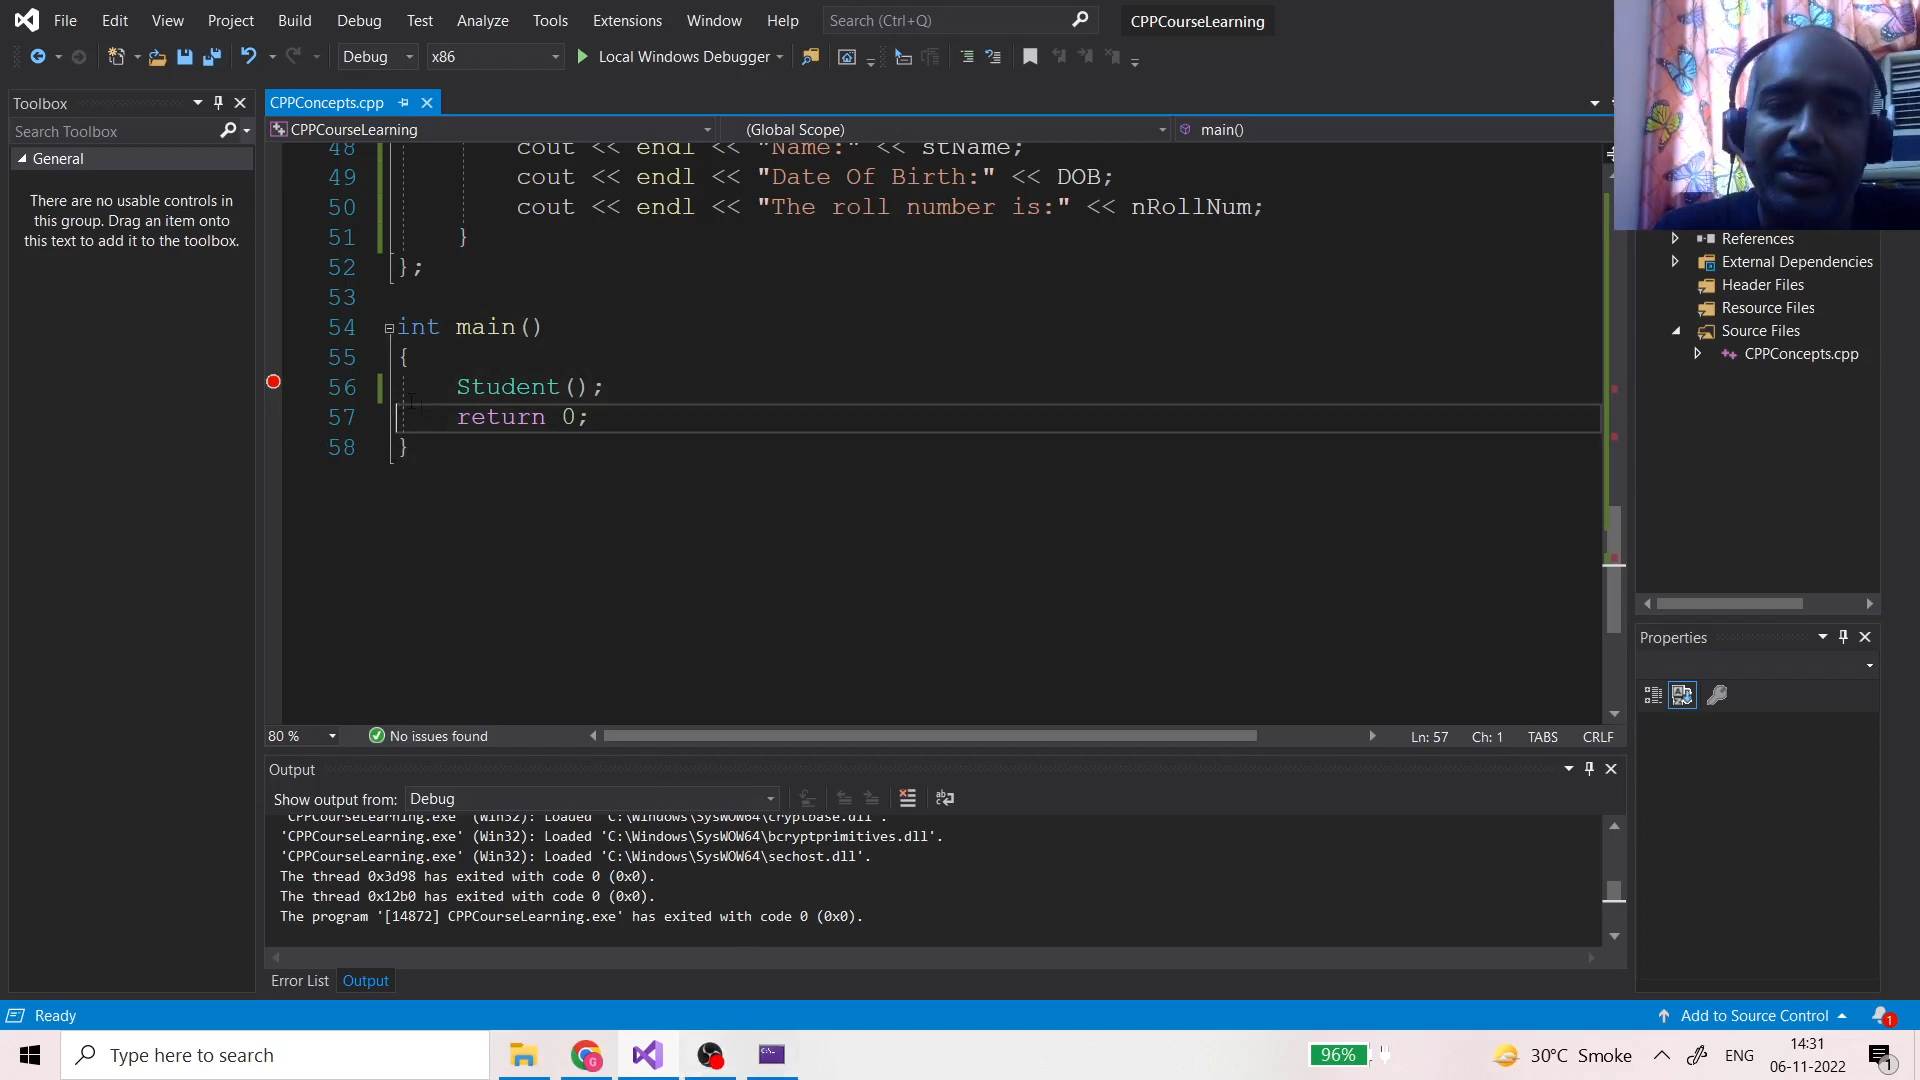 File Edit View Project Build Debug Test Analyze Tools Extensions Window Help Search (Ctrl+Q) CPPCourseLearning
Debug x86 Local Windows Debugger
Toolbox
Search Toolbox
General
There are no usable controls in
this group. Drag an item onto
this text to add it to the toolbox.
CPPConcepts.cpp
CPPCourseLearning (Global Scope) main()
48 cout << endl << "Name:" << stName;
49 cout << endl << "Date Of Birth:" << DOB;
50 cout << endl << "The roll number is:" << nRollNum;
51 }
52 };
53
54 int main()
55 {
56 Student();
57 return 0;
58 }
80 % No issues found Ln: 57 Ch: 1 TABS CRLF
Output
Show output from: Debug
'CPPCourseLearning.exe' (Win32): Loaded 'C:\Windows\SysWOW64\cryptbase.dll'.
'CPPCourseLearning.exe' (Win32): Loaded 'C:\Windows\SysWOW64\bcryptprimitives.dll'.
'CPPCourseLearning.exe' (Win32): Loaded 'C:\Windows\SysWOW64\sechost.dll'.
The thread 0x3d98 has exited with code 0 (0x0).
The thread 0x12b0 has exited with code 0 (0x0).
The program '[14872] CPPCourseLearning.exe' has exited with code 0 (0x0).
Error List Output
References
External Dependencies
Header Files
Resource Files
Source Files
CPPConcepts.cpp
Properties
Ready Add to Source Control 1
Type here to search 96% 30°C Smoke ENG 14:31
06-11-2022 1